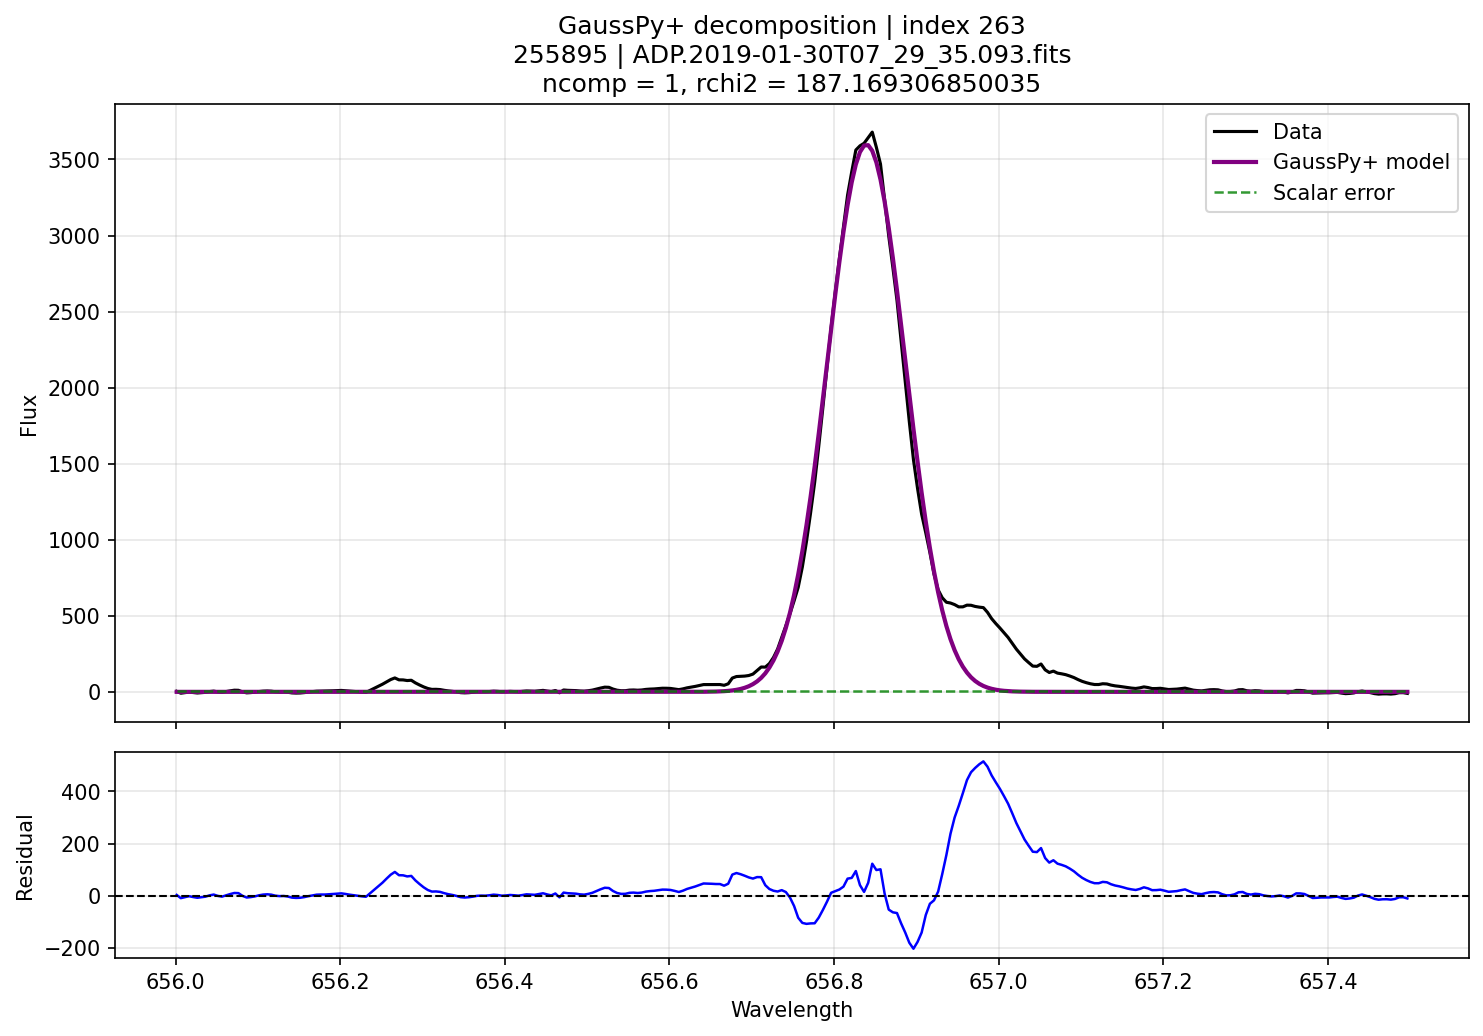 GaussPy+ decomposition | index 263
255895 | ADP.2019-01-30T07_29_35.093.fits
ncomp = 1, rchi2 = 187.169306850035
Data
GaussPy+ model
Scalar error
Flux
3500
3000
2500
2000
1500
1000
500
0
Residual
400
200
0
−200
656.0
656.2
656.4
656.6
656.8
657.0
657.2
657.4
Wavelength